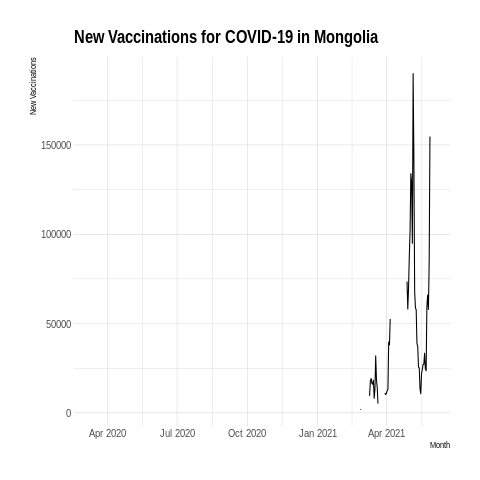 New Vaccinations for COVID-19 in Mongolia
New Vaccinations
150000
100000
50000
0
Apr 2020 Jul 2020 Oct 2020 Jan 2021 Apr 2021
Month